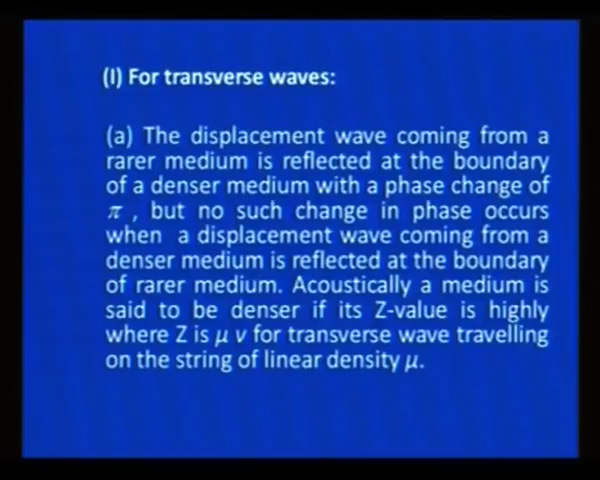 (I) For transverse waves:
(a) The displacement wave coming from a
rarer medium is reflected at the boundary
of a denser medium with a phase change of
π , but no such change in phase occurs
when a displacement wave coming from a
denser medium is reflected at the boundary
of rarer medium. Acoustically a medium is
said to be denser if its Z-value is highly
where Z is μ v for transverse wave travelling
on the string of linear density μ.